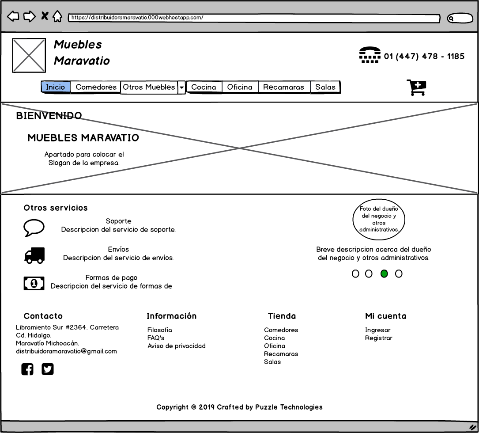 https://distribuidoramaravatio.000webhostapp.com/
Muebles
Maravatio
01 (447) 478 - 1185
Inicio Comedores Otros Muebles Cocina Oficina Recamaras Salas
BIENVENIDO
MUEBLES MARAVATIO
Apartado para colocar el
Slogan de la empresa
Otros servicios
Soporte
Descripcion del servicio de soporte
Envíos
Descripcion del servicio de envíos
Formas de pago
Descripcion del servicio de formas de
Foto del dueño
del negocio y
otros
administrativos
Breve descripcion acerca del dueño
del negocio y otros administrativos
Contacto
Libramiento Sur #2364. Carretera
Cd. Hidalgo.
Maravatio Michoacán.
distribuidoramaravatio@gmail.com
Información
Filosofia
FAQ's
Aviso de privacidad
Tienda
Comedores
Cocina
Oficina
Recamaras
Salas
Mi cuenta
Ingresar
Registrar
Copyright © 2019 Crafted by Puzzle Technologies